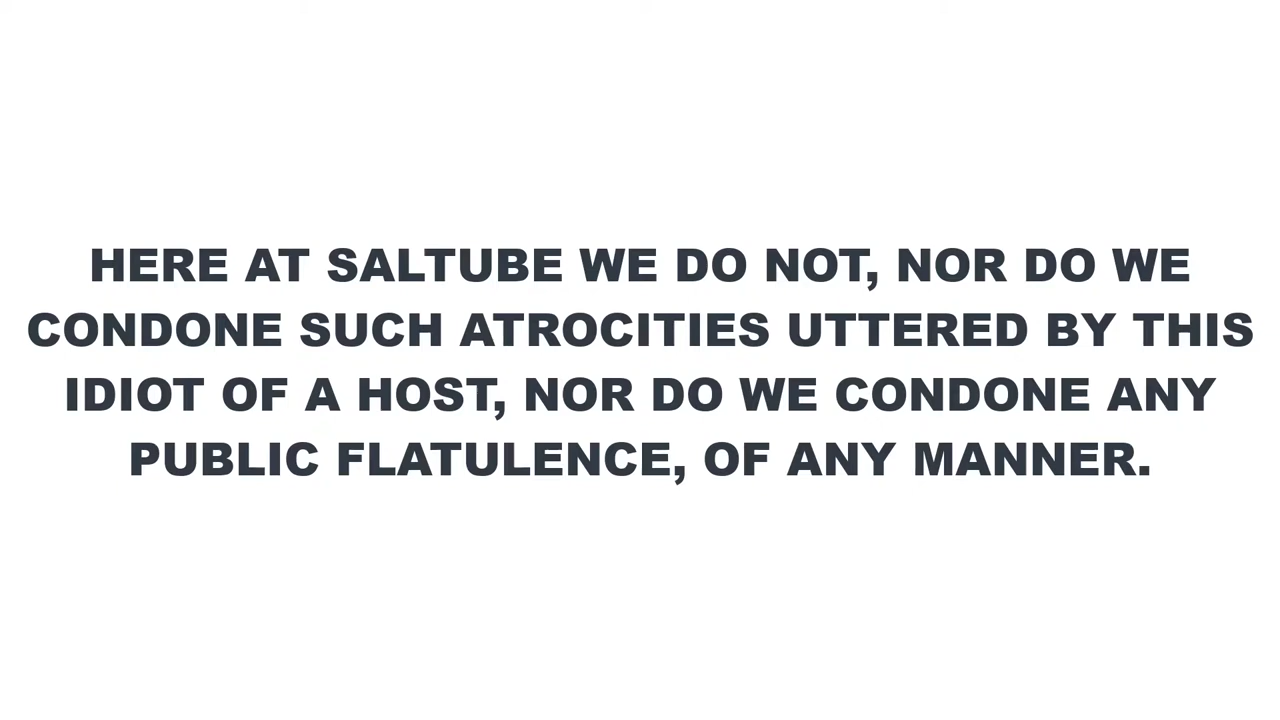 HERE AT SALTUBE WE DO NOT, NOR DO WE
CONDONE SUCH ATROCITIES UTTERED BY THIS
IDIOT OF A HOST, NOR DO WE CONDONE ANY
PUBLIC FLATULENCE, OF ANY MANNER.